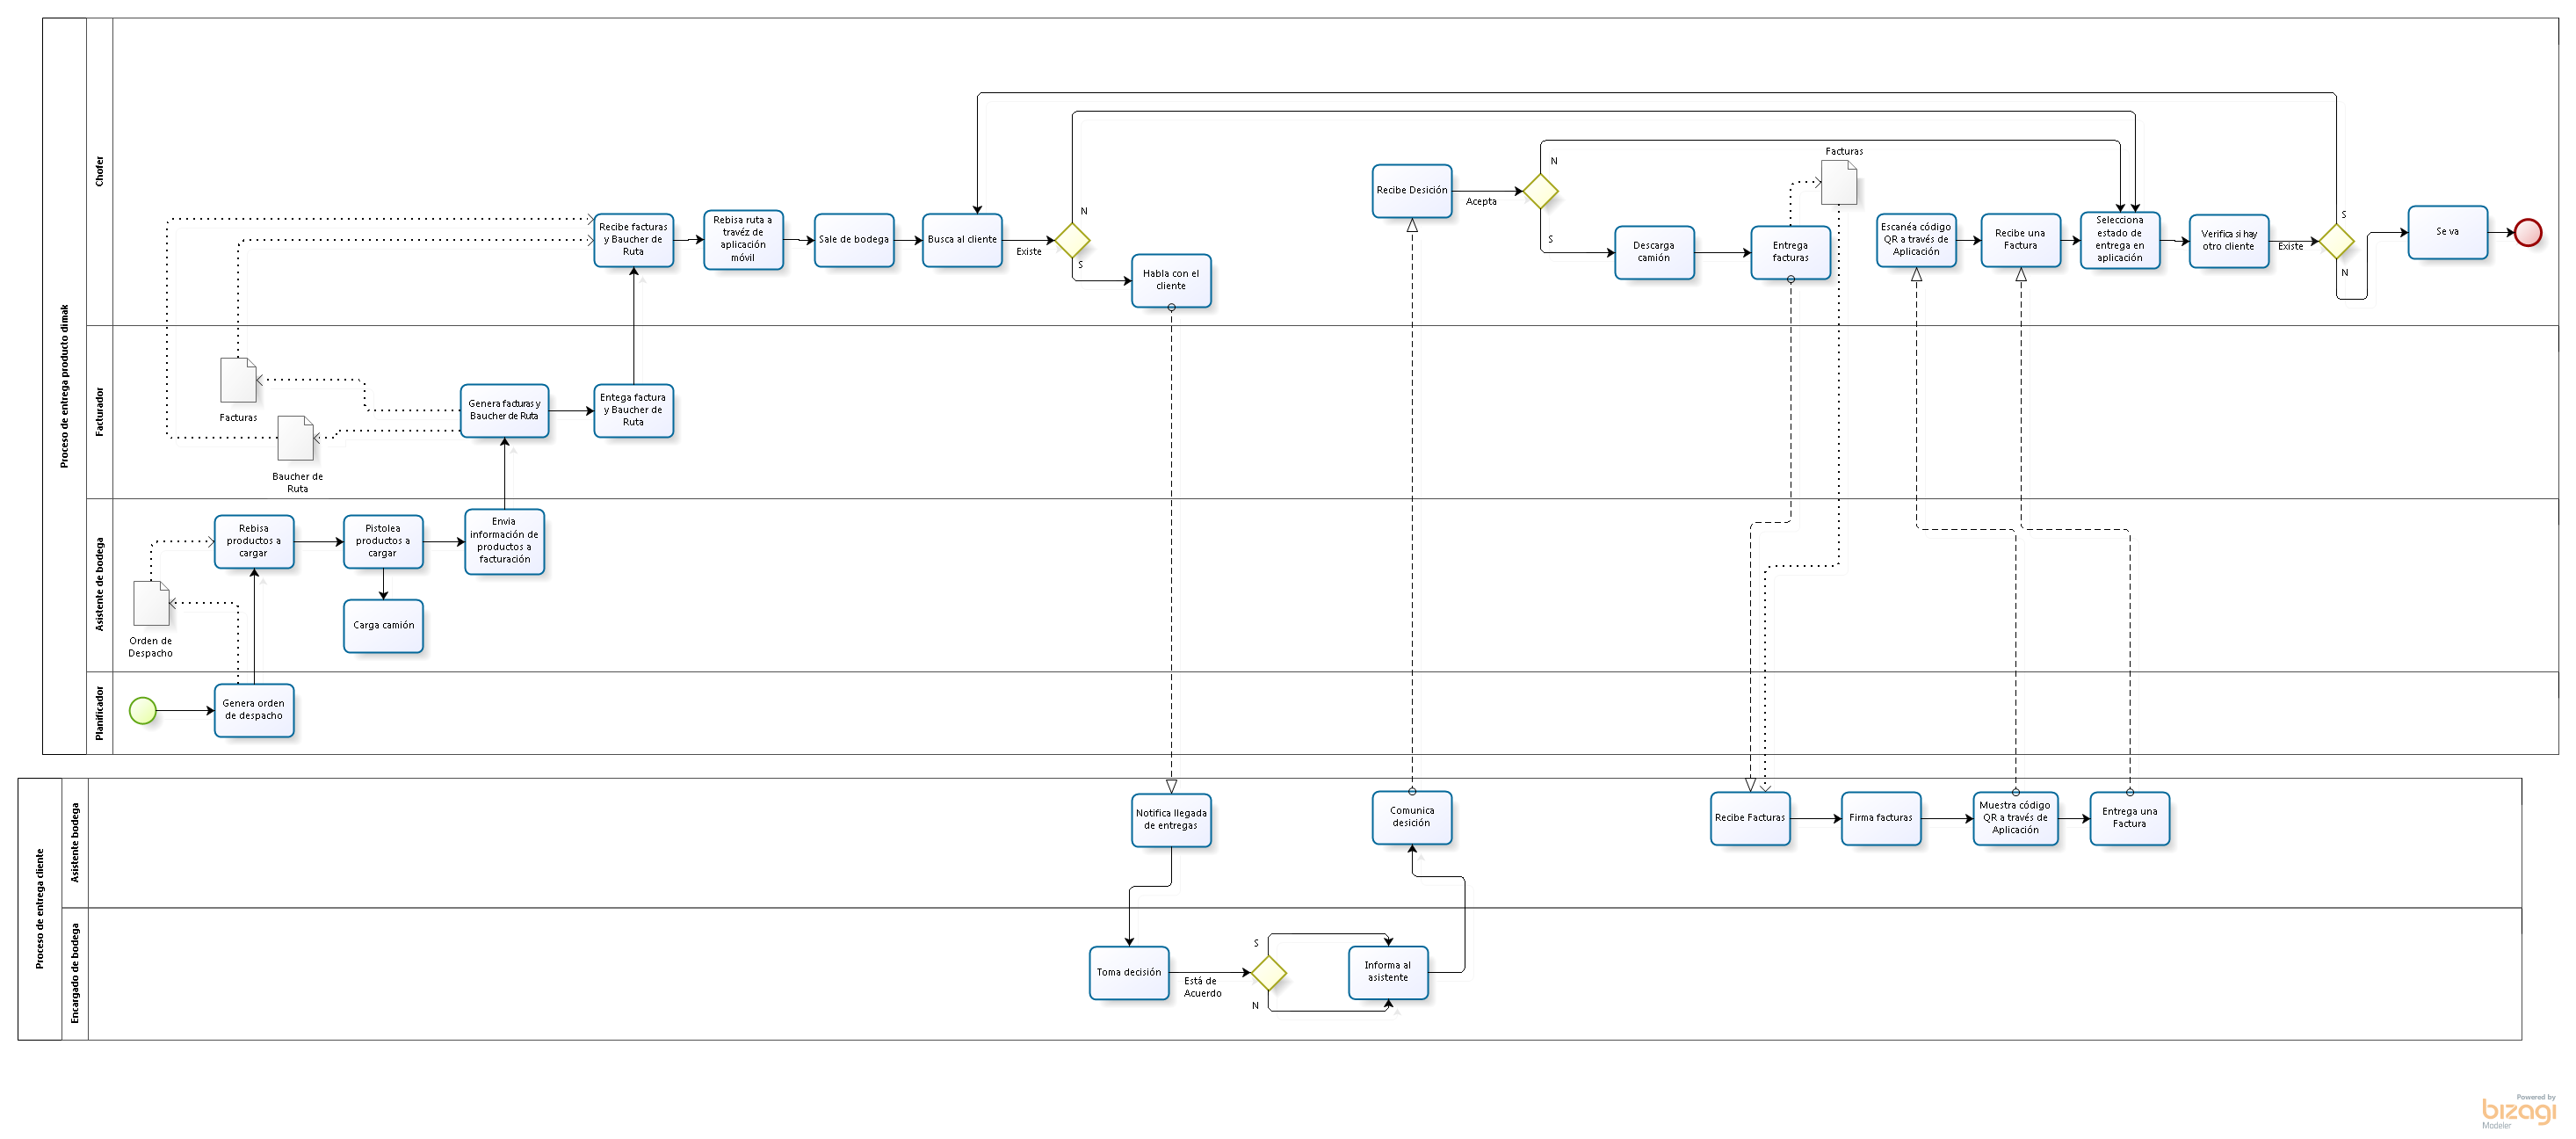 Proceso de entrega producto dimak
Chofer
Facturador
Asistente de bodega
Planificador
Facturas
Recibe facturas
y Baucher de
Ruta
Rebisa ruta a
travéz de
aplicación
móvil
Sale de bodega
Busca al cliente
Existe
N
S
Habla con el
cliente
Recibe Desición
Acepta
N
S
Descarga
camión
Entrega
facturas
Escanéa código
QR a través de
Aplicación
Recibe una
Factura
Selecciona
estado de
entrega en
aplicación
Verifica si hay
otro cliente
Existe
S
N
Se va
Facturas
Baucher de
Ruta
Genera facturas y
Baucher de Ruta
Entega factura
y Baucher de
Ruta
Rebisa
productos a
cargar
Pistolea
productos a
cargar
Envia
información de
productos a
facturación
Carga camión
Orden de
Despacho
Genera orden
de despacho
Proceso de entrega cliente
Asistente bodega
Encargado de bodega
Notifica llegada
de entregas
Comunica
desición
Recibe Facturas
Firma facturas
Muestra código
QR a través de
Aplicación
Entrega una
Factura
Toma decisión
Está de
Acuerdo
S
N
Informa al
asistente
Powered by
bizagi
Modeler